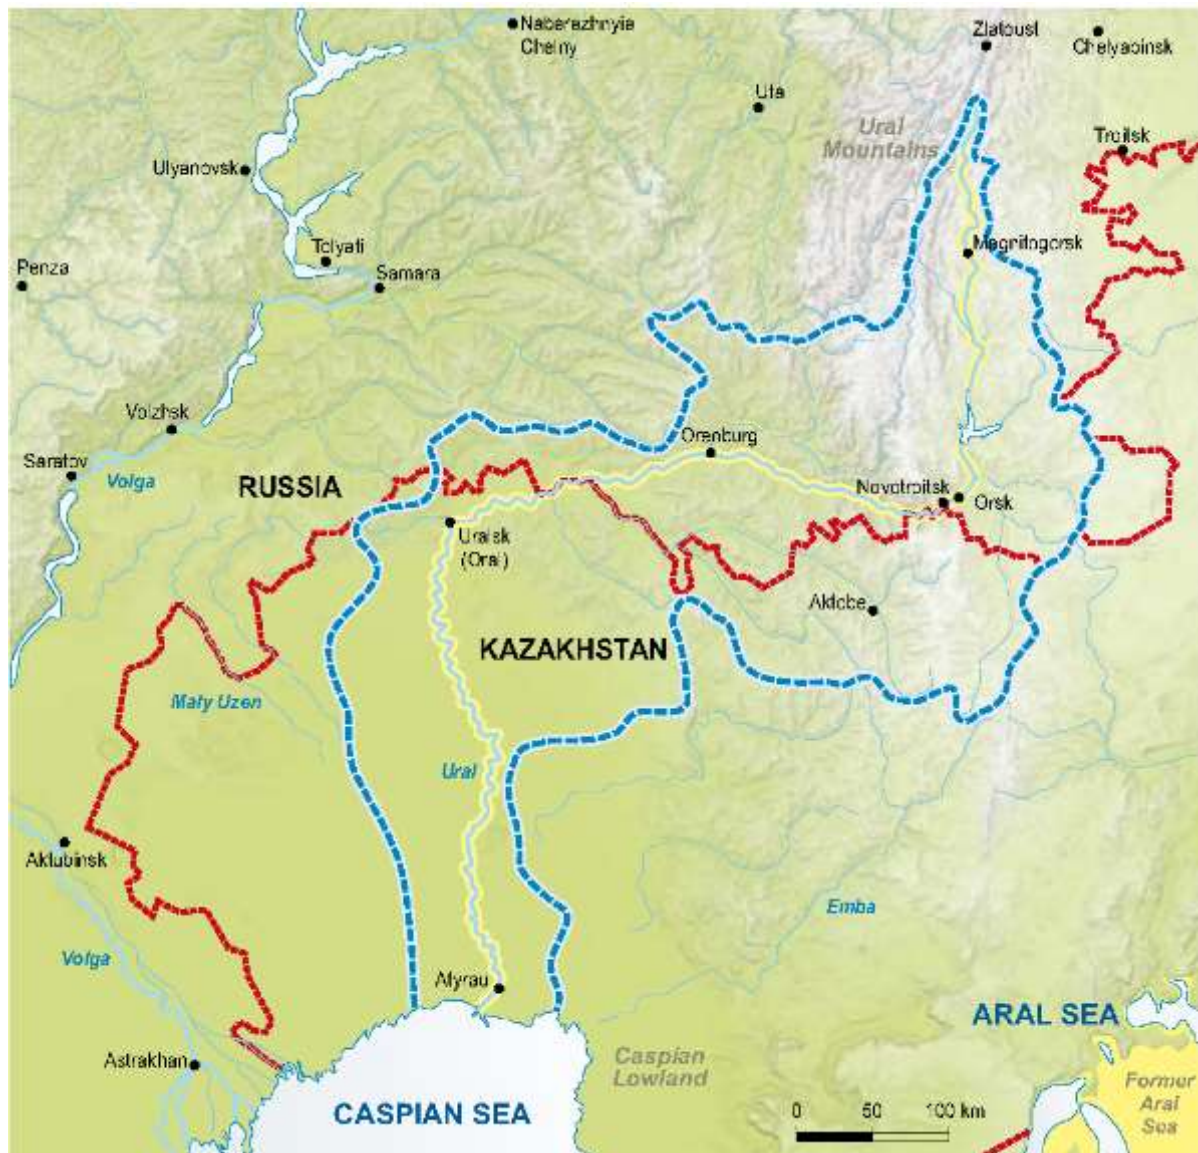 Naberezhnyie
Chelny
Zlatoust
Chelyabinsk
Ufa
Ural
Mountains
Troitsk
Ulyanovsk
Tolyati
Magnitogorsk
Penza
Samara
Volzhsk
Orenburg
Saratov
Volga
RUSSIA
Novotroitsk
Orsk
Uralsk
(Oral)
Aktobe
KAZAKHSTAN
Maly Uzen
Ural
Aktubinsk
Emba
Volga
Atyrau
ARAL SEA
Astrakhan
Caspian
Lowland
Former
Aral
Sea
CASPIAN SEA
0 50 100 km